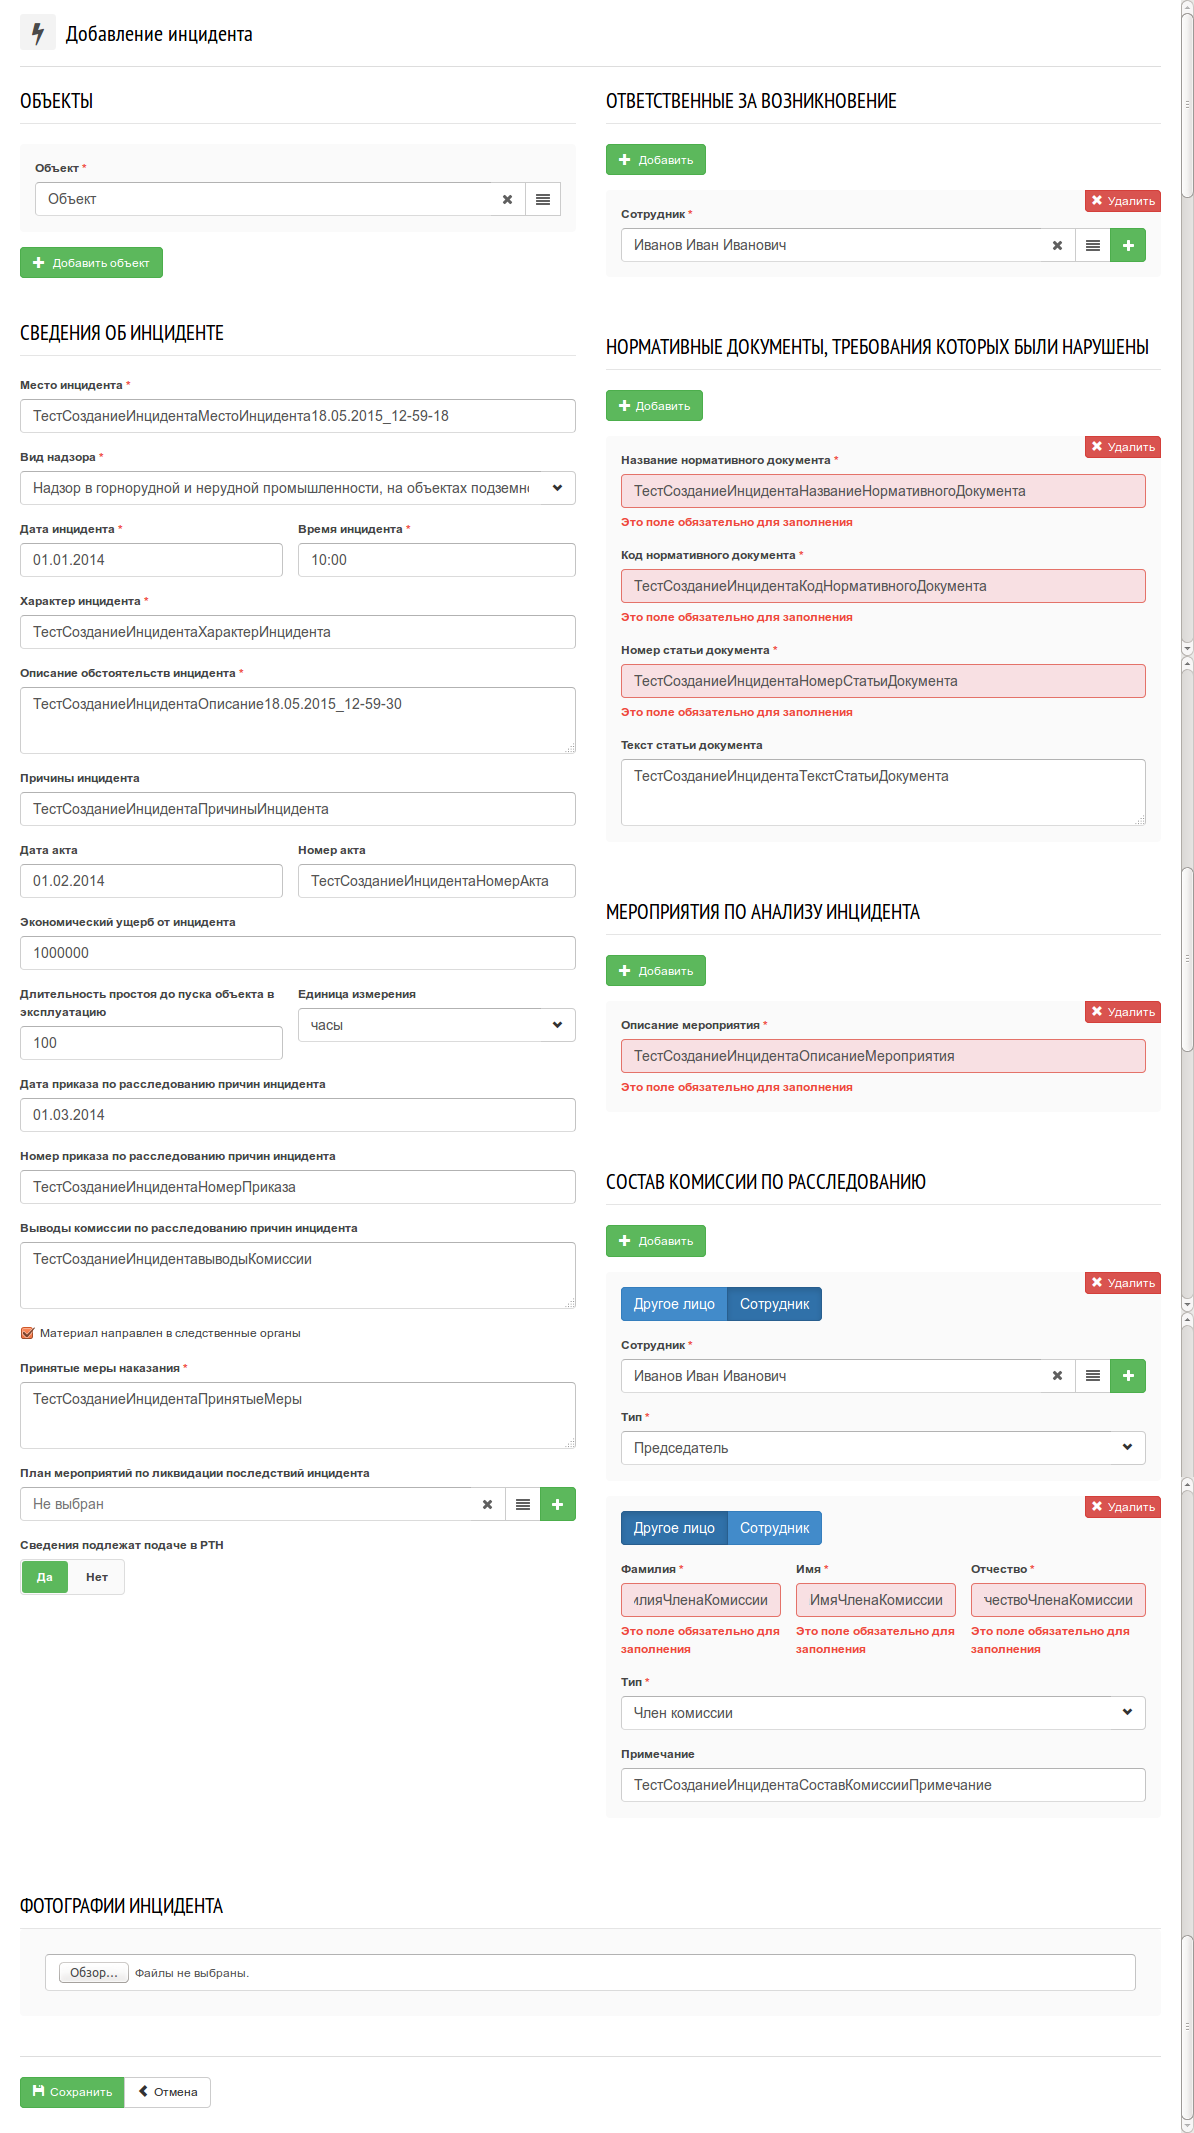 Добавление инцидента
ОБЪЕКТЫ
Объект *
Объект
Добавить объект
СВЕДЕНИЯ ОБ ИНЦИДЕНТЕ
Место инцидента *
ТестСозданиеИнцидентаМестоИнцидента18.05.2015_12-59-18
Вид надзора *
Надзор в горнорудной и нерудной промышленности, на объектах подземно
Дата инцидента * Время инцидента *
01.01.2014 10:00
Характер инцидента *
ТестСозданиеИнцидентаХарактерИнцидента
Описание обстоятельств инцидента *
ТестСозданиеИнцидентаОписание18.05.2015_12-59-30
Причины инцидента
ТестСозданиеИнцидентаПричиныИнцидента
Дата акта Номер акта
01.02.2014 ТестСозданиеИнцидентаНомерАкта
Экономический ущерб от инцидента
1000000
Длительность простоя до пуска объекта в
эксплуатацию
100
Единица измерения
часы
Дата приказа по расследованию причин инцидента
01.03.2014
Номер приказа по расследованию причин инцидента
ТестСозданиеИнцидентаНомерПриказа
Выводы комиссии по расследованию причин инцидента
ТестСозданиеИнцидентавыводыКомиссии
Материал направлен в следственные органы
Принятые меры наказания *
ТестСозданиеИнцидентаПринятыеМеры
План мероприятий по ликвидации последствий инцидента
Не выбран
Сведения подлежат подаче в РТН
Да Нет
ОТВЕТСТВЕННЫЕ ЗА ВОЗНИКНОВЕНИЕ
Добавить
Удалить
Сотрудник *
Иванов Иван Иванович
НОРМАТИВНЫЕ ДОКУМЕНТЫ, ТРЕБОВАНИЯ КОТОРЫХ БЫЛИ НАРУШЕНЫ
Добавить
Удалить
Название нормативного документа *
ТестСозданиеИнцидентаНазваниеНормативногоДокумента
Это поле обязательно для заполнения
Код нормативного документа *
ТестСозданиеИнцидентаКодНормативногоДокумента
Это поле обязательно для заполнения
Номер статьи документа *
ТестСозданиеИнцидентаНомерСтатьиДокумента
Это поле обязательно для заполнения
Текст статьи документа
ТестСозданиеИнцидентаТекстСтатьиДокумента
МЕРОПРИЯТИЯ ПО АНАЛИЗУ ИНЦИДЕНТА
Добавить
Удалить
Описание мероприятия *
ТестСозданиеИнцидентаОписаниеМероприятия
Это поле обязательно для заполнения
СОСТАВ КОМИССИИ ПО РАССЛЕДОВАНИЮ
Добавить
Удалить
Другое лицо Сотрудник
Сотрудник *
Иванов Иван Иванович
Тип *
Председатель
Удалить
Другое лицо Сотрудник
Фамилия * Имя * Отчество *
илияЧленаКомиссии ИмяЧленаКомиссии чествоЧленаКомиссии
Это поле обязательно для Это поле обязательно для Это поле обязательно для
заполнения заполнения заполнения
Тип *
Член комиссии
Примечание
ТестСозданиеИнцидентаСоставКомиссииПримечание
ФОТОГРАФИИ ИНЦИДЕНТА
Обзор... Файлы не выбраны.
Сохранить Отмена